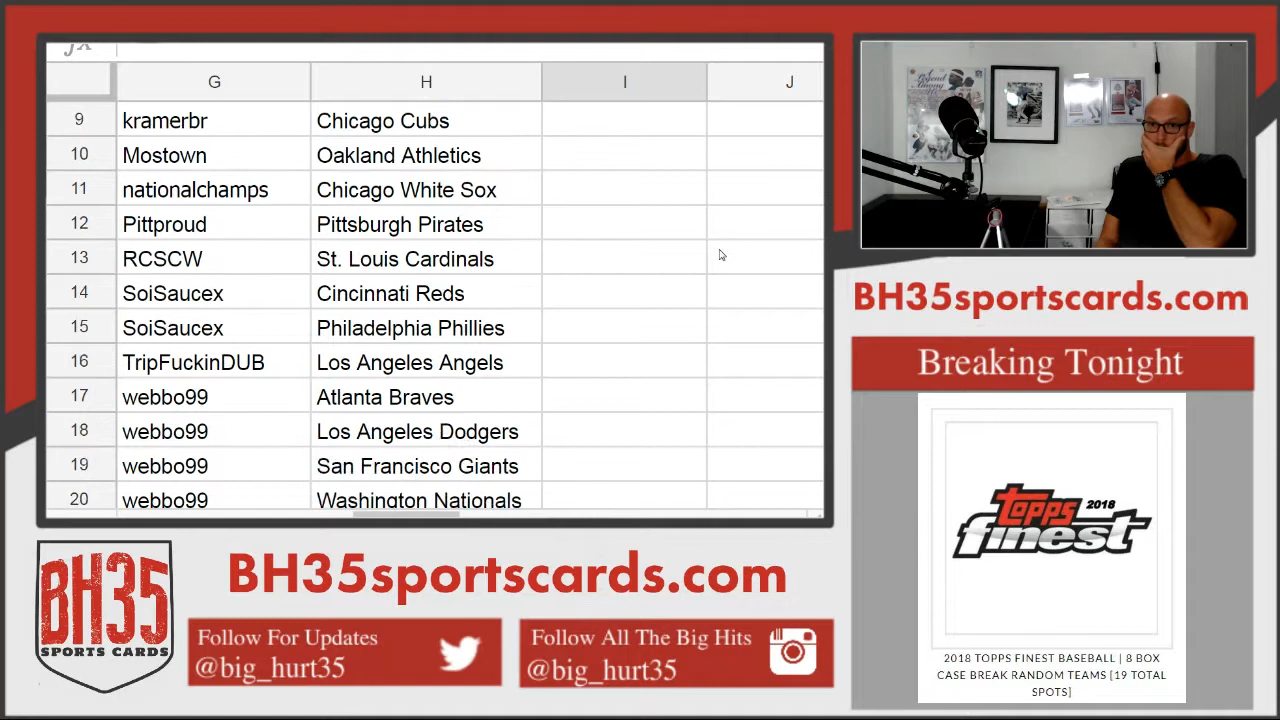 fx
G H I J
9 kramerbr Chicago Cubs
10 Mostown Oakland Athletics
11 nationalchamps Chicago White Sox
12 Pittproud Pittsburgh Pirates
13 RCSCW St. Louis Cardinals
14 SoiSaucex Cincinnati Reds
15 SoiSaucex Philadelphia Phillies
16 TripFuckinDUB Los Angeles Angels
17 webbo99 Atlanta Braves
18 webbo99 Los Angeles Dodgers
19 webbo99 San Francisco Giants
20 webbo99 Washington Nationals
BH35sportscards.com
Breaking Tonight
TOPPS 2018
finest
2018 TOPPS FINEST BASEBALL | 8 BOX
CASE BREAK RANDOM TEAMS [19 TOTAL
SPOTS]
BH35
SPORTS CARDS
BH35sportscards.com
Follow For Updates
@big_hurt35
Follow All The Big Hits
@big_hurt35